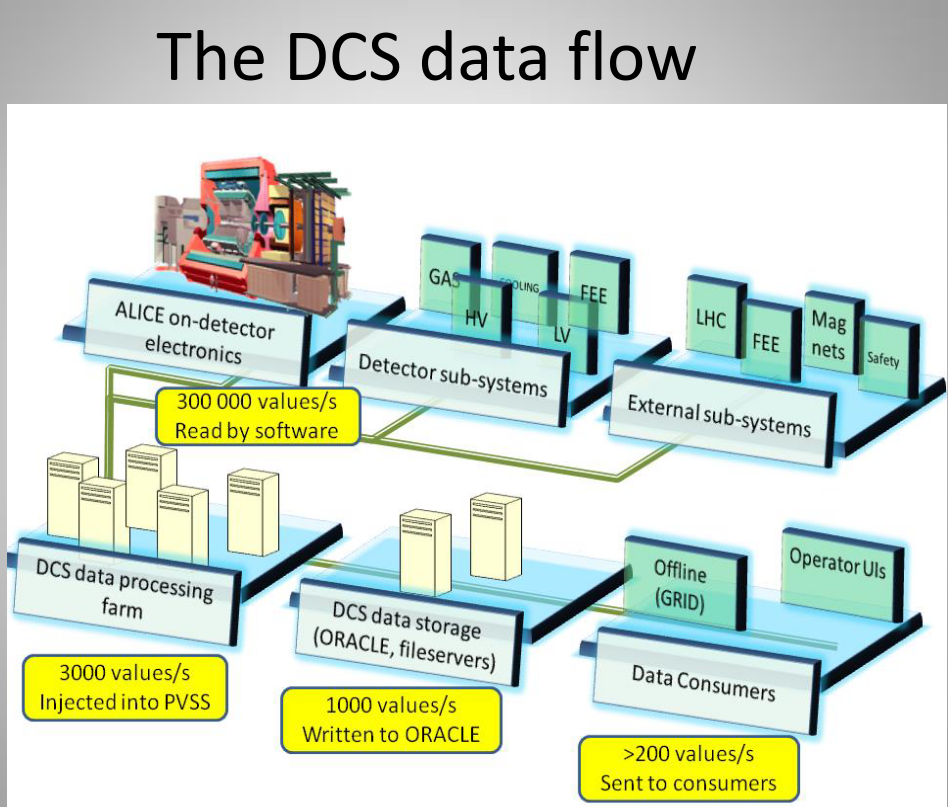 The DCS data flow
ALICE on-detector
electronics
GAS
COOLING
FEE
HV
LV
Detector sub-systems
LHC
FEE
Mag
nets
Safety
External sub-systems
300 000 values/s
Read by software
DCS data processing
farm
3000 values/s
Injected into PVSS
DCS data storage
(ORACLE, fileservers)
1000 values/s
Written to ORACLE
Offline
(GRID)
Operator UIs
Data Consumers
>200 values/s
Sent to consumers